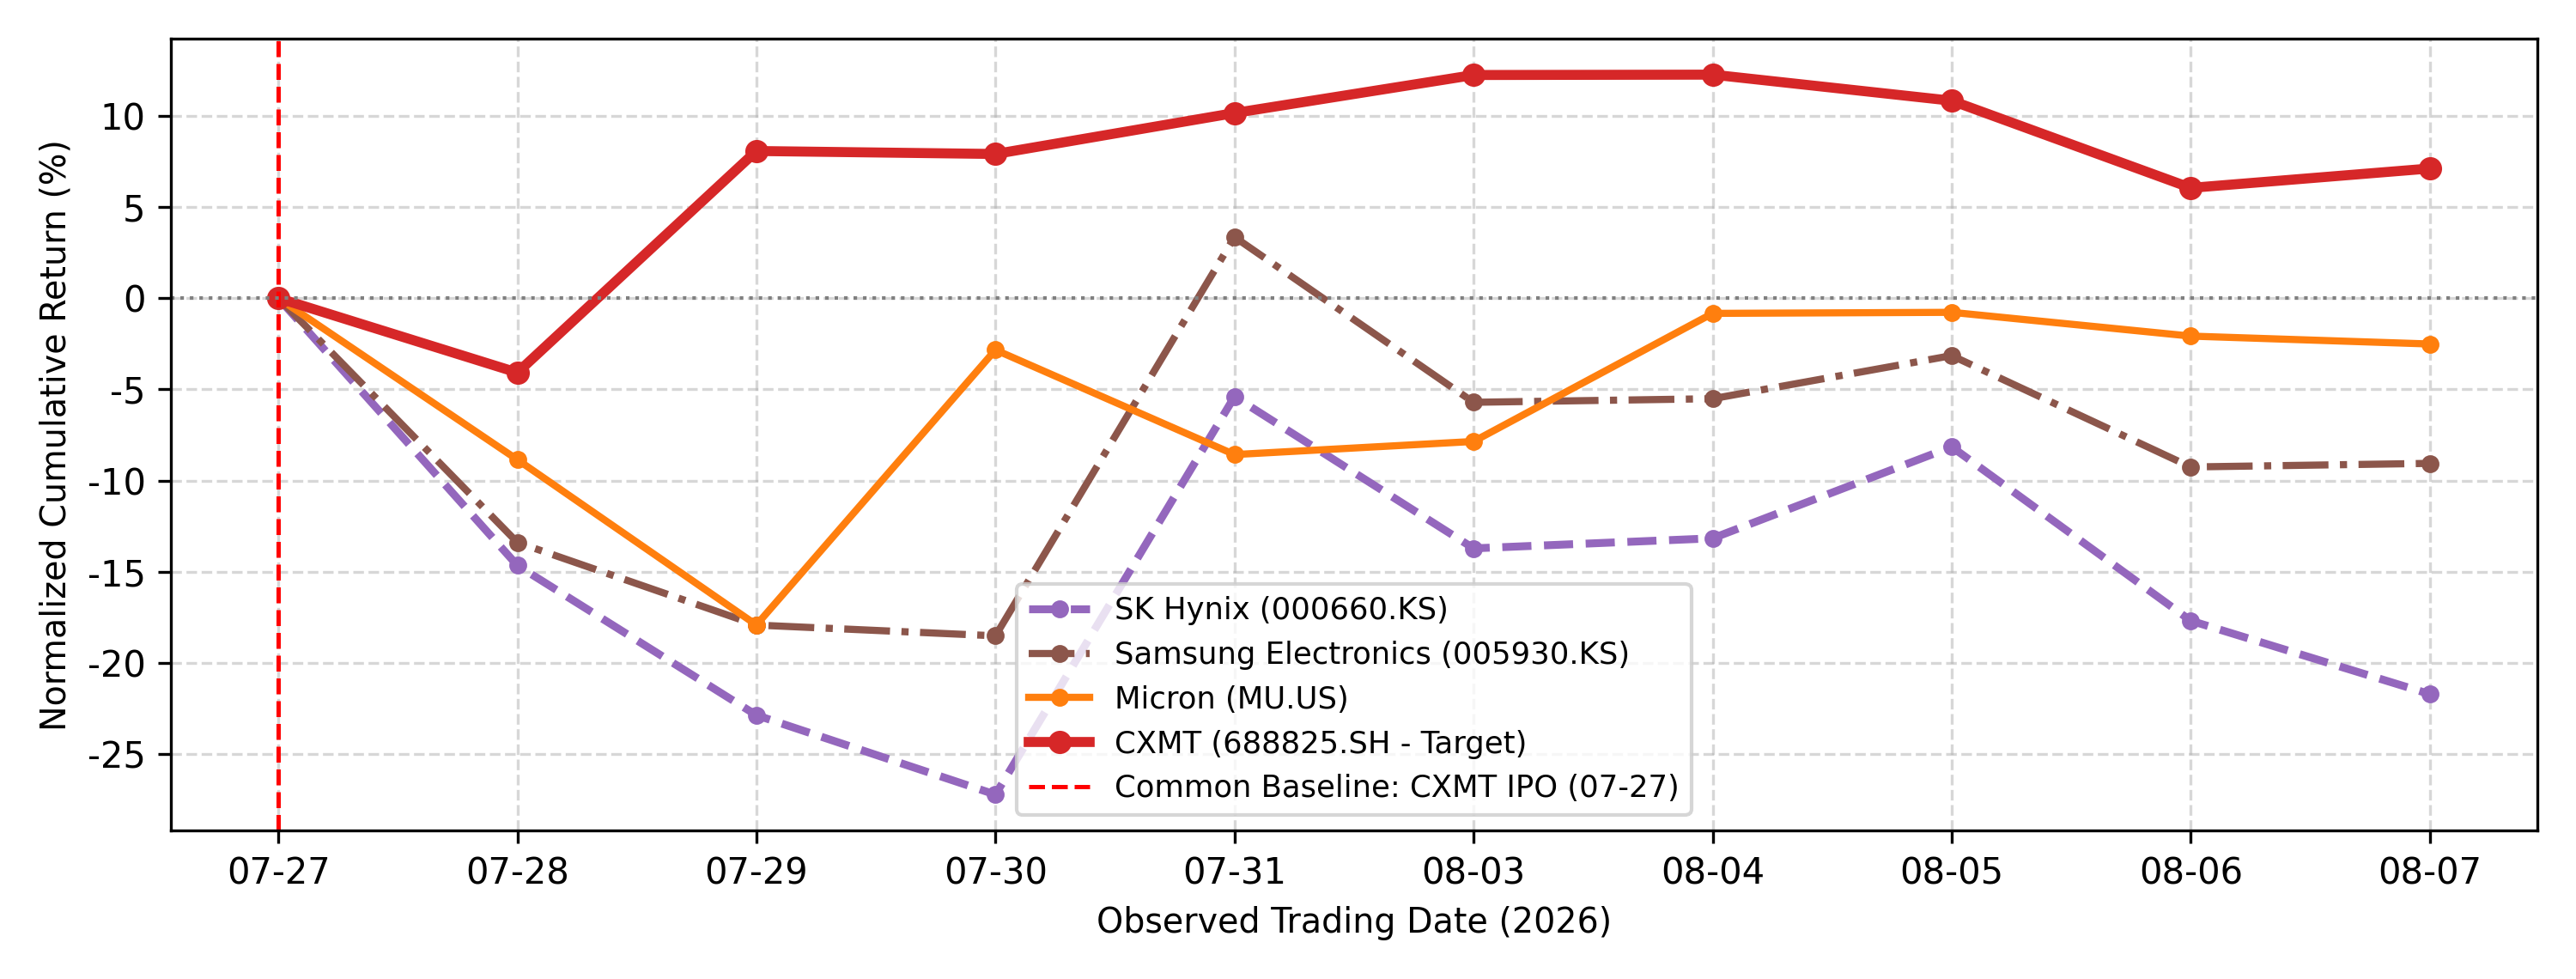 Normalized Cumulative Return (%)
10
5
0
-5
-10
-15
-20
-25
SK Hynix (000660.KS)
Samsung Electronics (005930.KS)
Micron (MU.US)
CXMT (688825.SH - Target)
Common Baseline: CXMT IPO (07-27)
07-27 07-28 07-29 07-30 07-31 08-03 08-04 08-05 08-06 08-07
Observed Trading Date (2026)